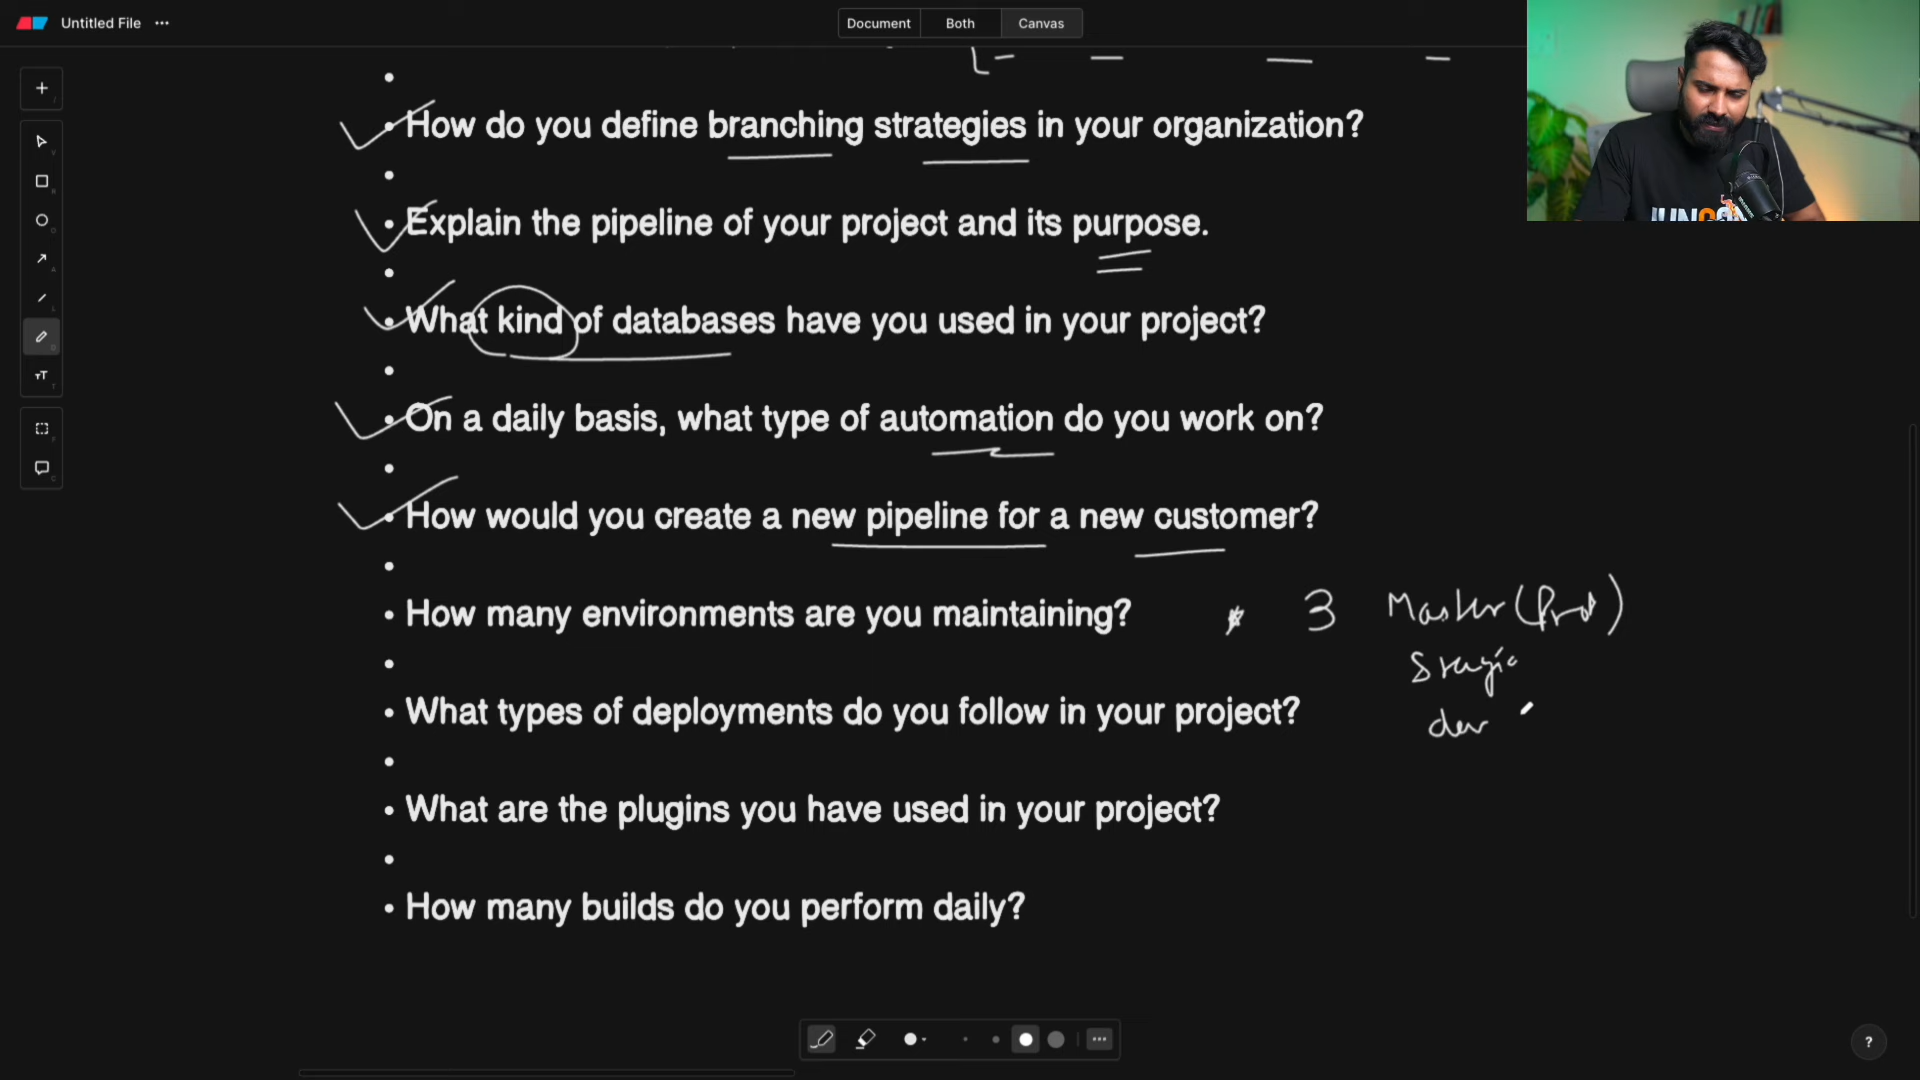 Untitled File
Document Both Canvas
• How do you define branching strategies in your organization?
• Explain the pipeline of your project and its purpose.
• What kind of databases have you used in your project?
• On a daily basis, what type of automation do you work on?
• How would you create a new pipeline for a new customer?
• How many environments are you maintaining? * 3 Master (Prod)
dev
• What types of deployments do you follow in your project?
• What are the plugins you have used in your project?
• How many builds do you perform daily?
?